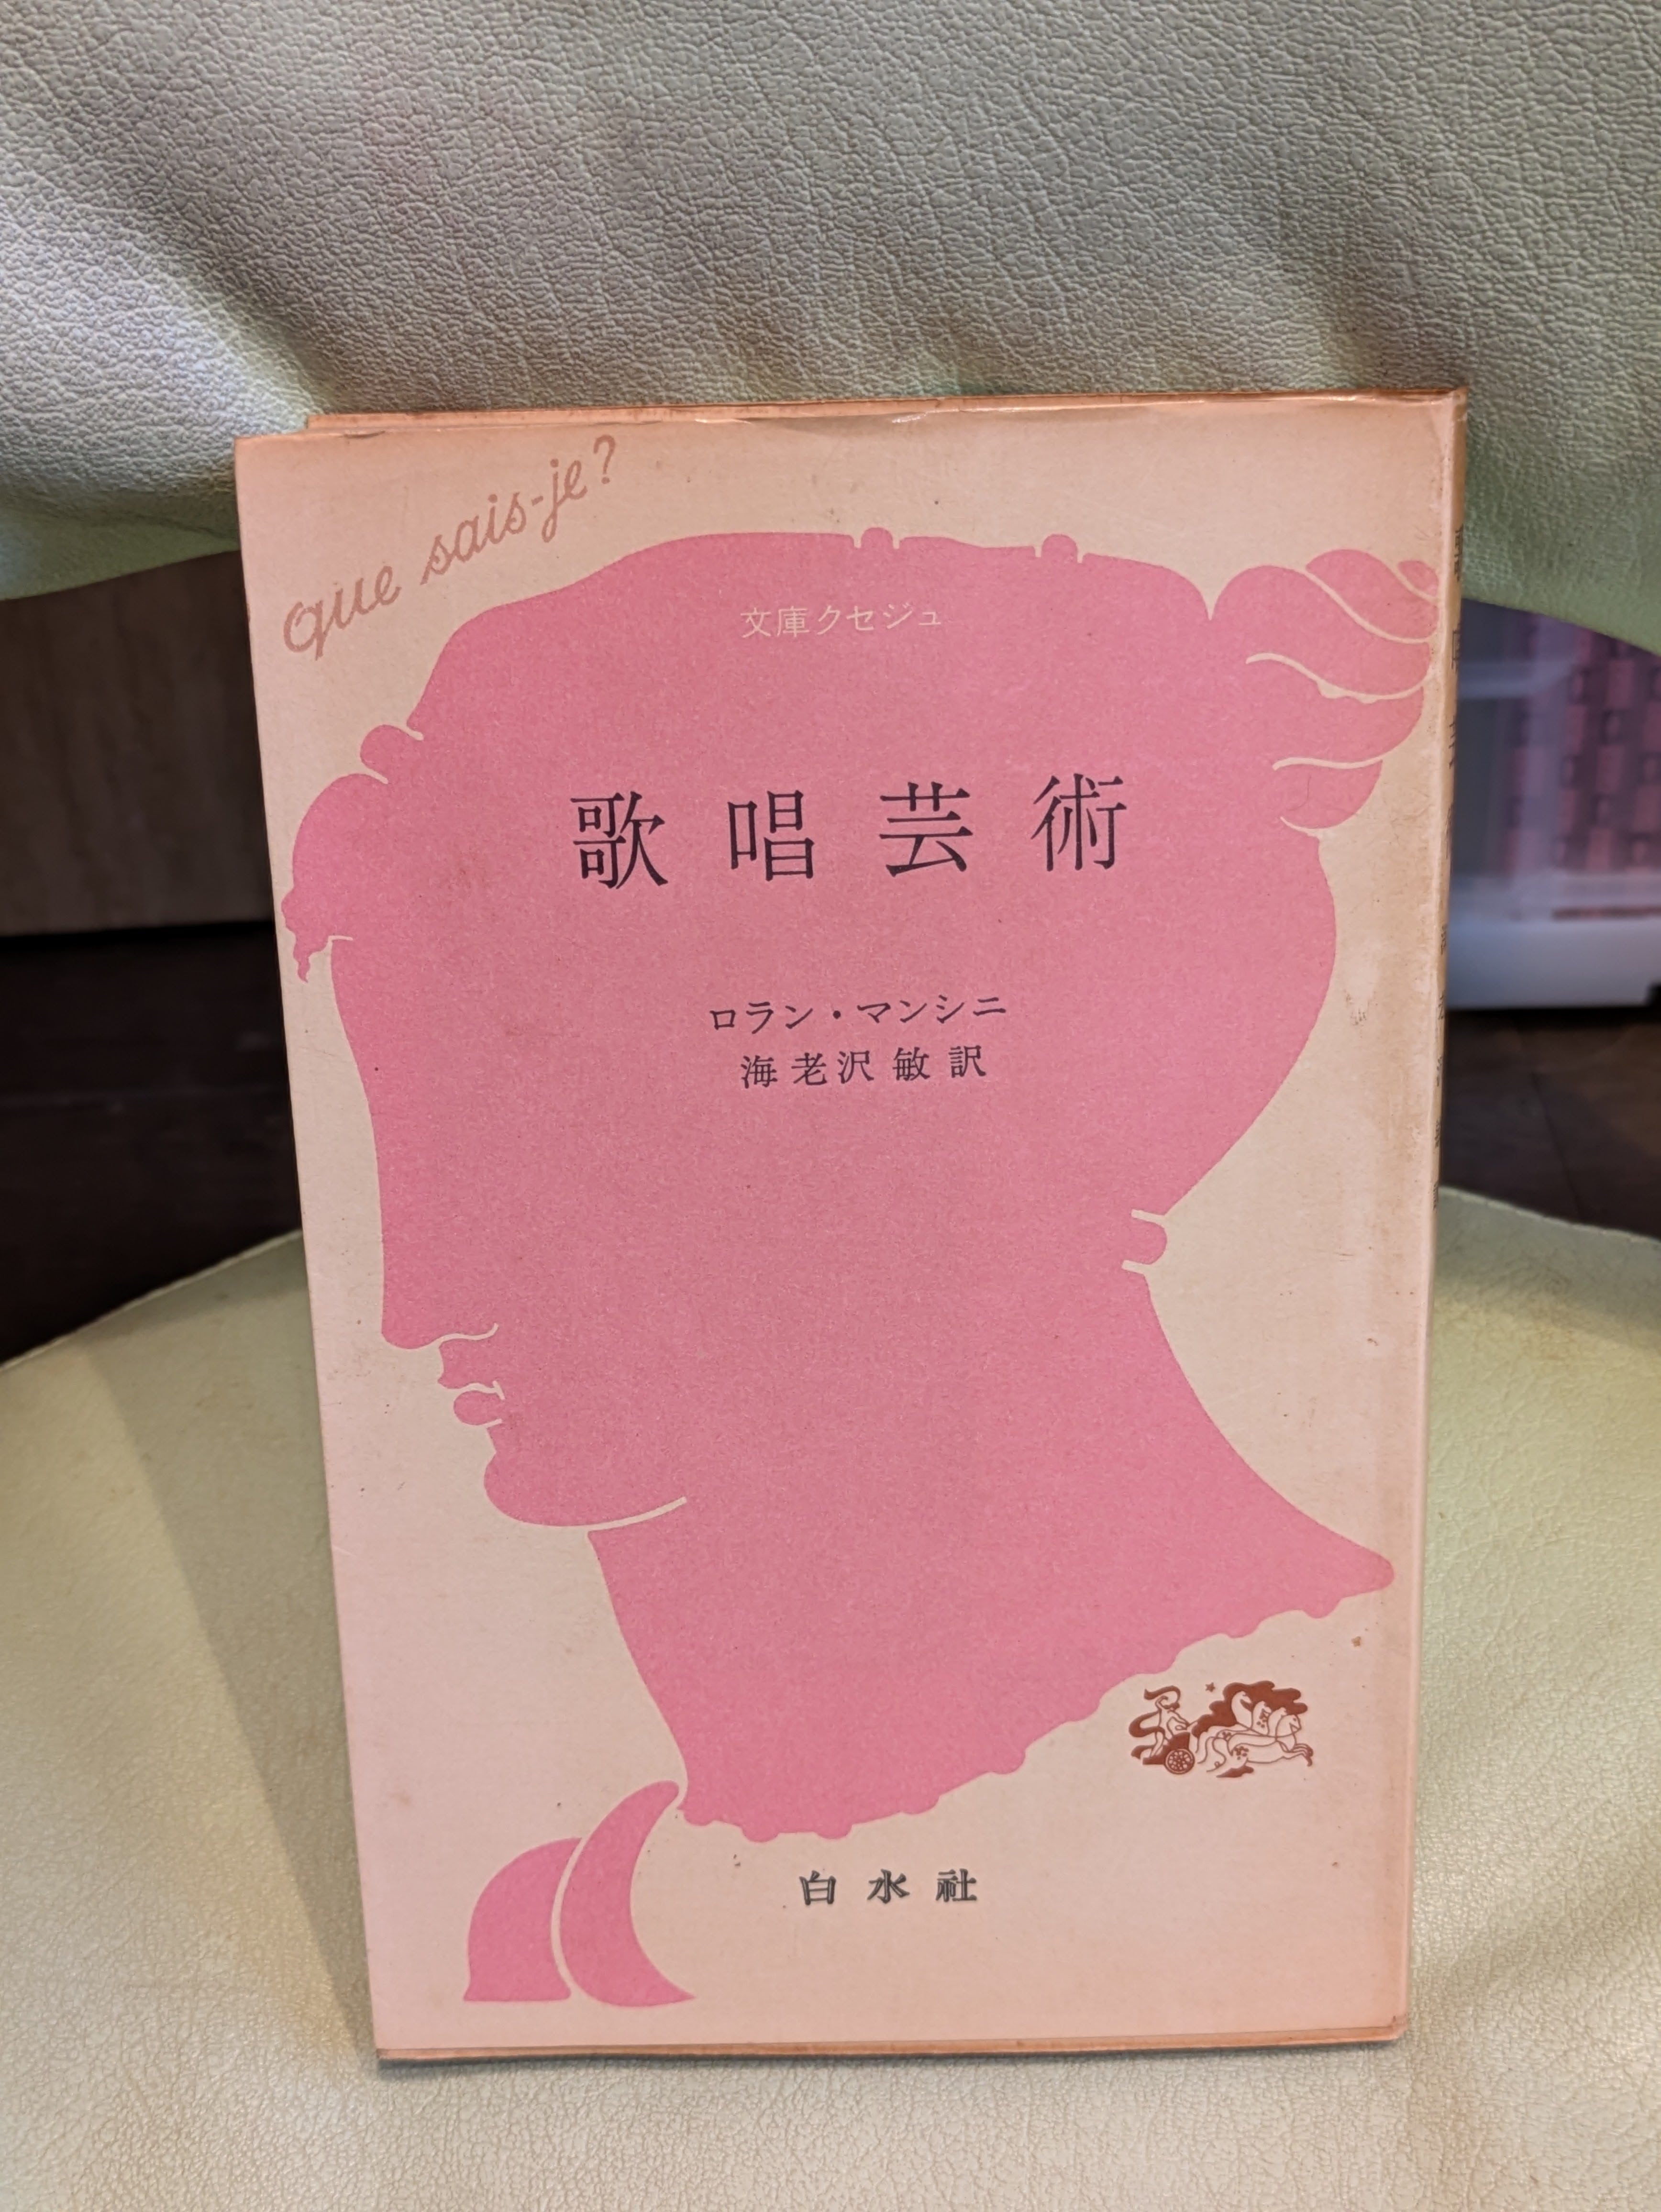 que sais-je?
文庫クセジュ
歌唱芸術
ロラン・マンシニ
海老沢敏訳
白水社